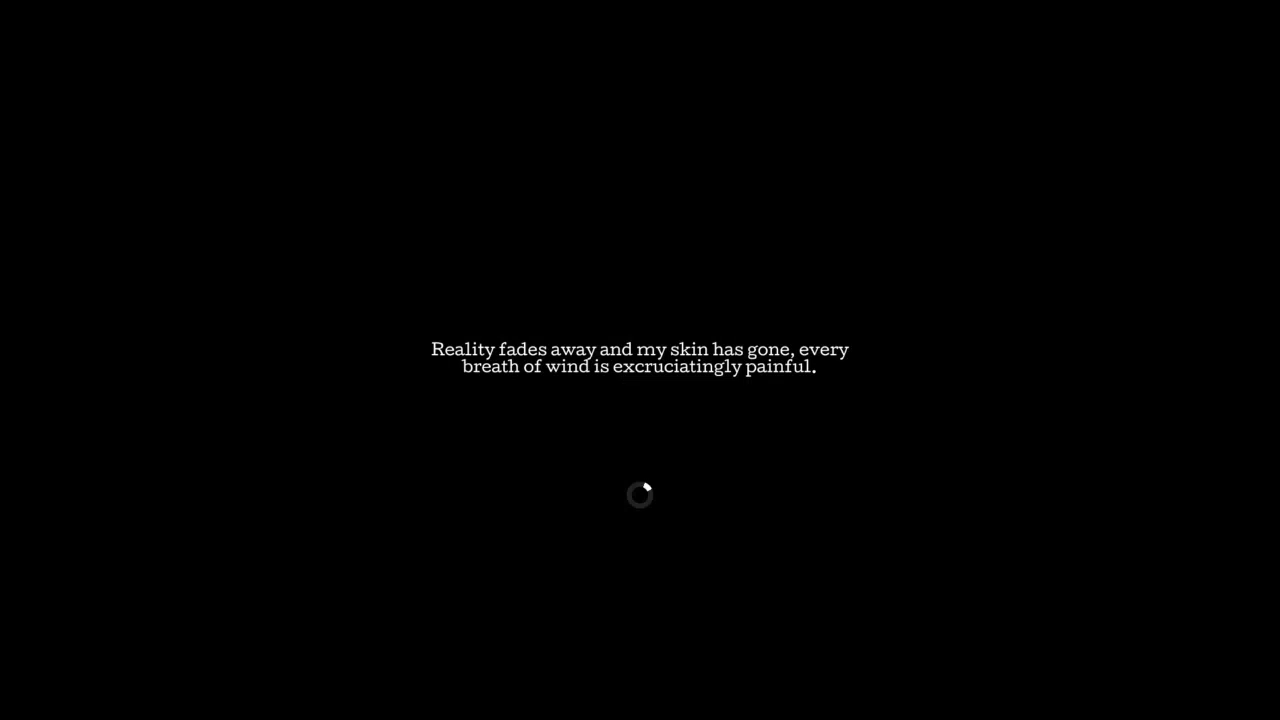 Reality fades away and my skin has gone, every
breath of wind is excruciatingly painful.